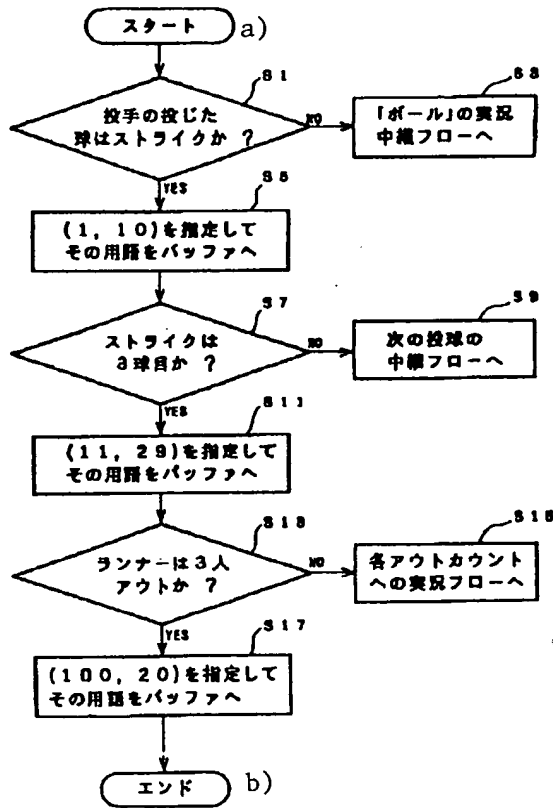 スタート a)
S1
投手の投じた
球はストライクか ?
NO
S3
「ボール」の実況
中継フローへ
YES
S5
(1, 10)を指定して
その用語をバッファへ
S7
ストライクは
3球目か ?
NO
S9
次の投球の
中継フローへ
YES
S11
(11, 29)を指定して
その用語をバッファへ
S13
ランナーは3人
アウトか ?
NO
S15
各アウトカウント
への実況フローへ
YES
S17
(100, 20)を指定して
その用語をバッファへ
エンド b)